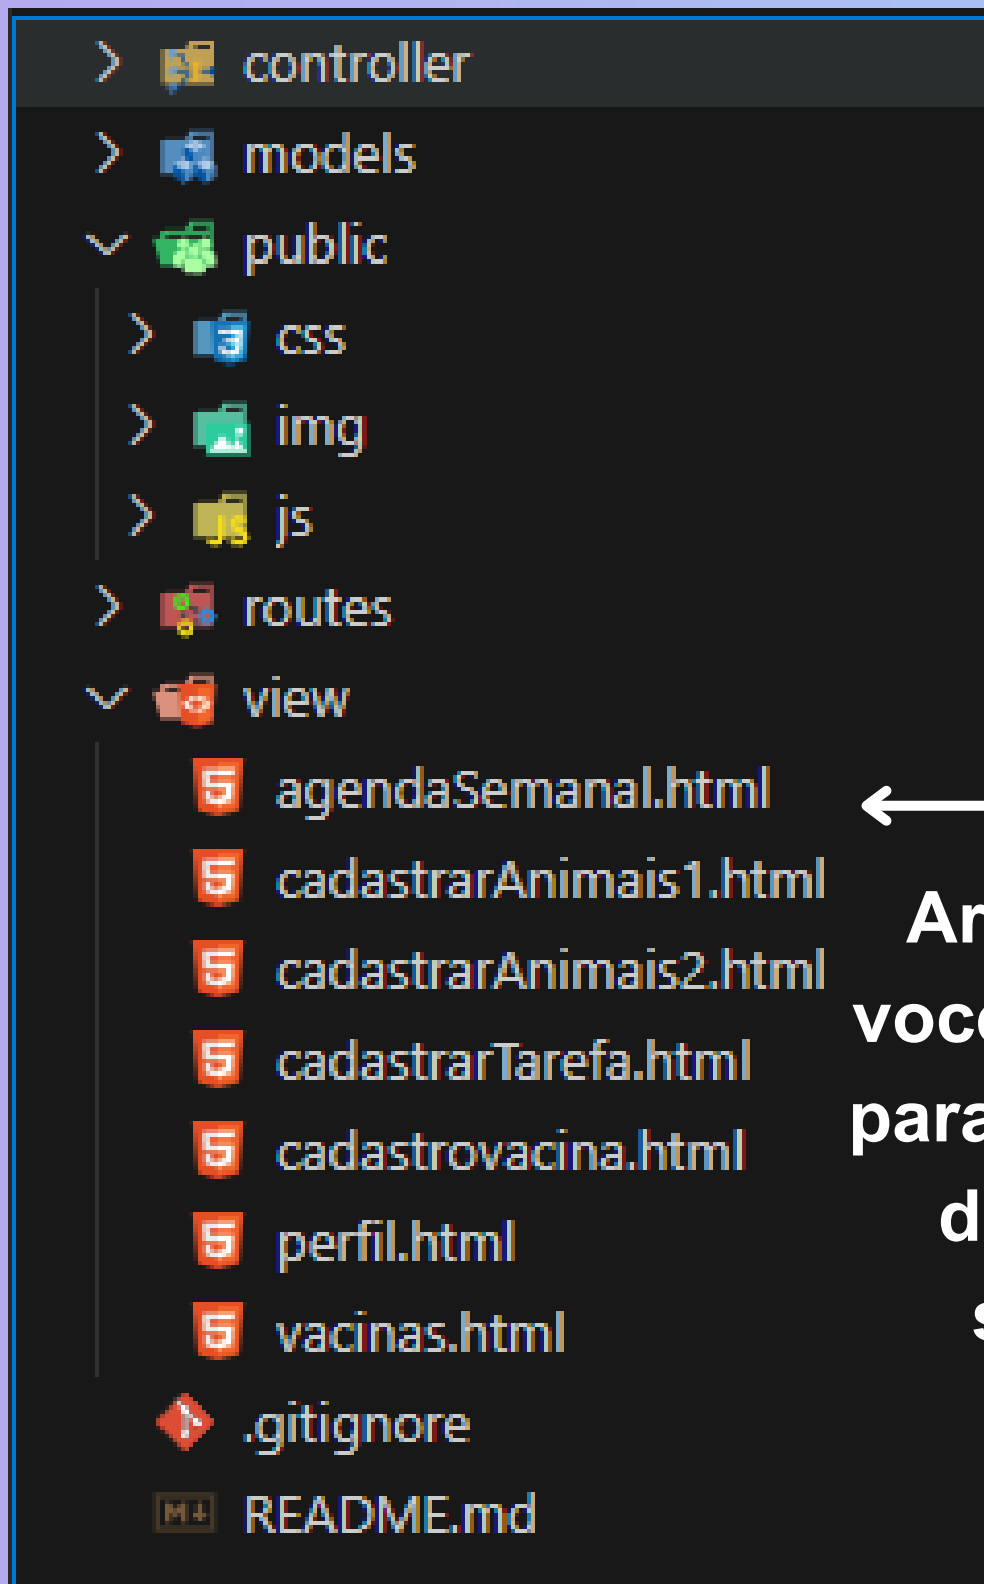 controller
models
public
css
img
js
routes
view
agendaSemanal.html
cadastrarAnimais1.html
cadastrarAnimais2.html
cadastrarTarefa.html
cadastrovacina.html
perfil.html
vacinas.html
.gitignore
README.md
para